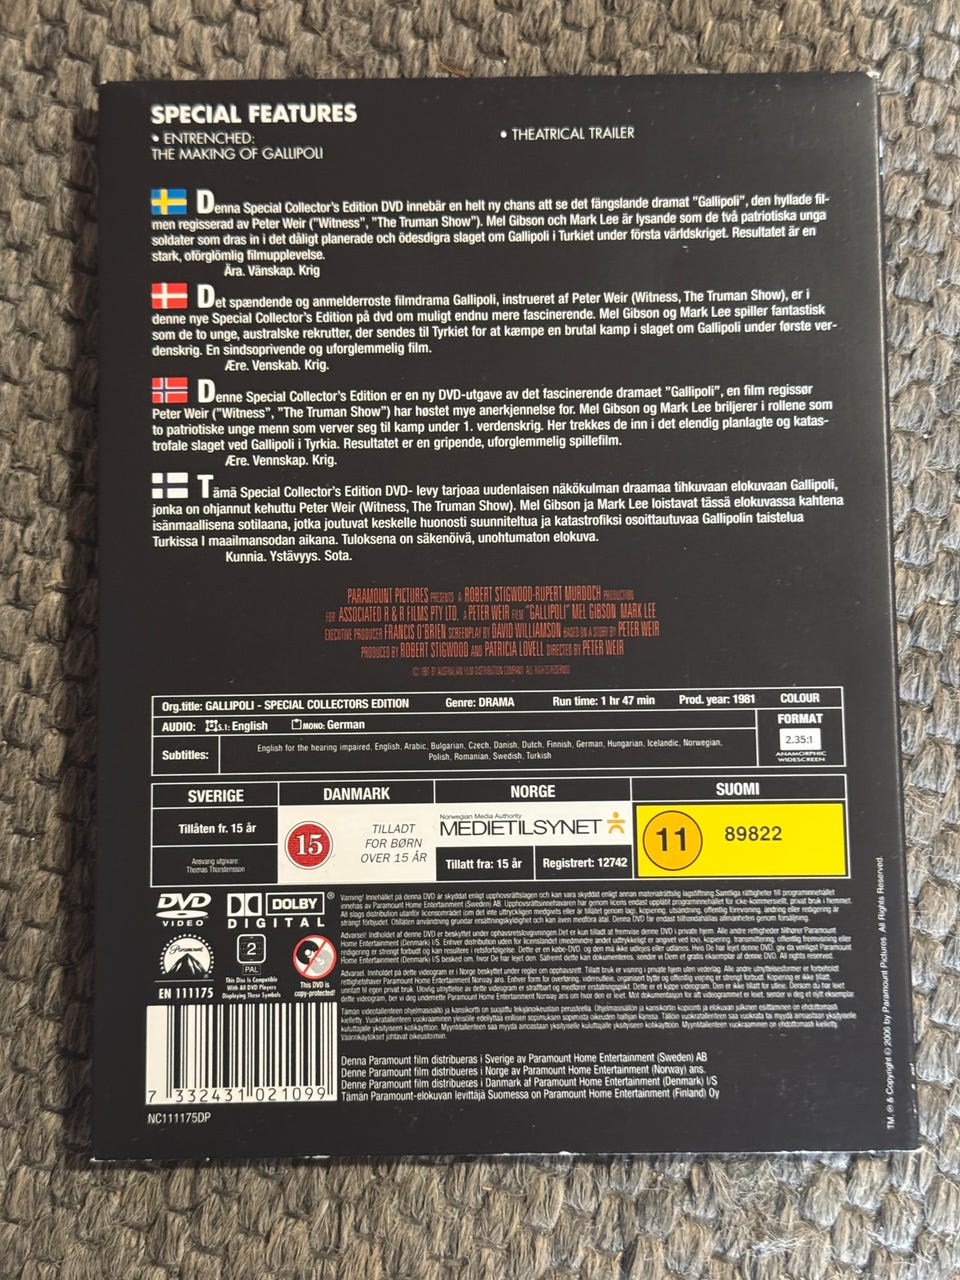 SPECIAL FEATURES
• ENTRENCHED:
THE MAKING OF GALLIPOLI
• THEATRICAL TRAILER
Denna Special Collector's Edition DVD innebär en helt ny chans att se det fängslande dramat "Gallipoli", den hyllade fil-
men regisserad av Peter Weir ("Witness", "The Truman Show"). Mel Gibson och Mark Lee är lysande som de två patriotiska unga
soldater som dras in i det dåligt planerade och ödesdigra slaget om Gallipoli i Turkiet under första världskriget. Resultatet är en
stark, oförglömlig filmupplevelse.
Ära. Vänskap. Krig
Det spændende og anmelderroste filmdrama Gallipoli, instrueret af Peter Weir (Witness, The Truman Show), er i
denne nye Special Collector's Edition på dvd om muligt endnu mere fascinerende. Mel Gibson og Mark Lee spiller fantastisk
som de to unge, australske rekrutter, der sendes til Tyrkiet for at kæmpe en brutal kamp i slaget om Gallipoli under første ver-
denskrig. En sindsoprivende og uforglemmelig film.
Ære. Venskab. Krig.
Denne Special Collector's Edition er en ny DVD-utgave av det fascinerende dramaet "Gallipoli", en film regissør
Peter Weir ("Witness", "The Truman Show") har høstet mye anerkjennelse for. Mel Gibson og Mark Lee briljerer i rollene som
to patriotiske unge menn som verver seg til kamp under 1. verdenskrig. Her trekkes de inn i det elendig planlagte og katas-
trofale slaget ved Gallipoli i Tyrkia. Resultatet er en gripende, uforglemmelig spillefilm.
Ære. Vennskap. Krig.
Tämä Special Collector's Edition DVD- levy tarjoaa uudenlaisen näkökulman draamaa tihkuvaan elokuvaan Gallipoli,
jonka on ohjannut kehuttu Peter Weir (Witness, The Truman Show). Mel Gibson ja Mark Lee loistavat tässä elokuvassa kahtena
isänmaallisena sotilaana, jotka joutuvat keskelle huonosti suunniteltua ja katastrofiksi osoittautuvaa Gallipolin taistelua
Turkissa I maailmansodan aikana. Tuloksena on säkenöivä, unohtumaton elokuva.
Kunnia. Ystävyys. Sota.
PARAMOUNT PICTURES PRESENTS A ROBERT STIGWOOD-RUPERT MURDOCH PRODUCTION
FOR ASSOCIATED R & R FILMS PTY LTD. A PETER WEIR FILM "GALLIPOLI" MEL GIBSON MARK LEE
EXECUTIVE PRODUCER FRANCIS O'BRIEN SCREENPLAY BY DAVID WILLIAMSON BASED ON A STORY BY PETER WEIR
PRODUCED BY ROBERT STIGWOOD AND PATRICIA LOVELL DIRECTED BY PETER WEIR
© 1981 BY AUSTRALIAN FILM DISTRIBUTION COMPANY. ALL RIGHTS RESERVED.
Org.title: GALLIPOLI - SPECIAL COLLECTORS EDITION Genre: DRAMA Run time: 1 hr 47 min Prod. year: 1981 COLOUR
AUDIO: 5.1: English MONO: German
Subtitles: English for the hearing impaired, English, Arabic, Bulgarian, Czech, Danish, Dutch, Finnish, German, Hungarian, Icelandic, Norwegian,
Polish, Romanian, Swedish, Turkish
FORMAT
2.35:1
ANAMORPHIC
WIDESCREEN
SVERIGE DANMARK NORGE SUOMI
Tillåten fr. 15 år
Ansvarig utgivare:
Thomas Thorstensson
15
TILLADT
FOR BØRN
OVER 15 ÅR
Norwegian Media Authority
MEDIETILSYNET
Tillatt fra: 15 år Registrert: 12742
11 89822
DVD
VIDEO
DOLBY
DIGITAL
®
Paramount
EN 111175
2
PAL
This Disk Is Compatible
With All DVD Players
Displaying These Symbols
This DVD is
copy-protected!
7 332431 021099
NC111175DP
Denna Paramount film distribueras i Sverige av Paramount Home Entertainment (Sweden) AB
Denne Paramount film distribueres i Norge av Paramount Home Entertainment (Norway) ans.
Denne Paramount film distribueres i Danmark af Paramount Home Entertainment (Denmark) I/S
Tämän Paramount-elokuvan levittäjä Suomessa on Paramount Home Entertainment (Finland) Oy
TM, ® & Copyright © 2005 by Paramount Pictures. All Rights Reserved.